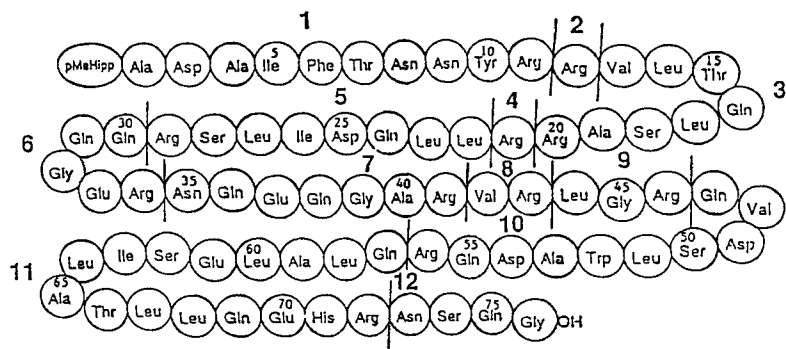 1 2
pMeHipp Ala Asp Ala 5 Ile Phe Thr Asn Asn 10 Tyr Arg Arg Val Leu 15 Thr
Gln 3
5 4
Gln 30 Gln Arg Ser Leu Ile 25 Asp Gln Leu Leu Arg 20 Arg Ala Ser Leu
6 Gly
7 8 9
Glu Arg 35 Asn Gln Glu Gln Gly 40 Ala Arg Val Arg Leu 45 Gly Arg Gln Val
10
Leu Ile Ser Glu 60 Leu Ala Leu Gln Arg 55 Gln Asp Ala Trp Leu 50 Ser Asp
11 65 Ala
12
Thr Leu Leu Gln 70 Glu His Arg Asn Ser 75 Gln Gly OH